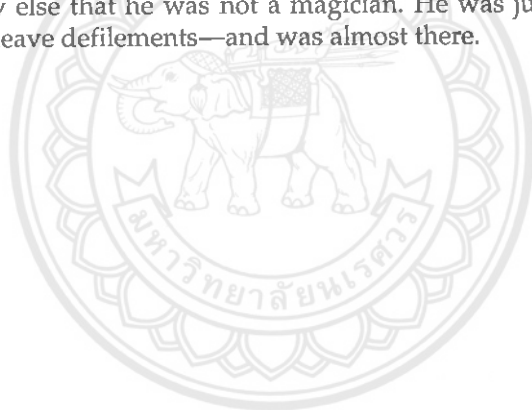 else that he was not a magician. He was
eave defilements—and was almost there.
มหาวิทยาลัยนเรศวร